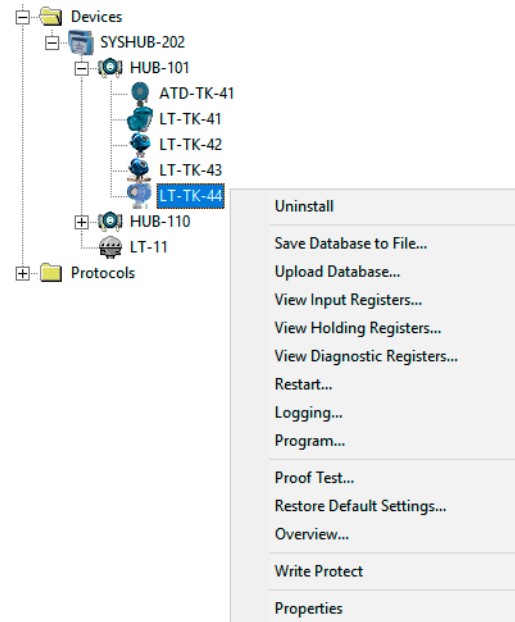 Devices
SYSHUB-202
HUB-101
ATD-TK-41
LT-TK-41
LT-TK-42
LT-TK-43
LT-TK-44
HUB-110
LT-11
Protocols
Uninstall
Save Database to File...
Upload Database...
View Input Registers...
View Holding Registers...
View Diagnostic Registers...
Restart...
Logging...
Program...
Proof Test...
Restore Default Settings...
Overview...
Write Protect
Properties